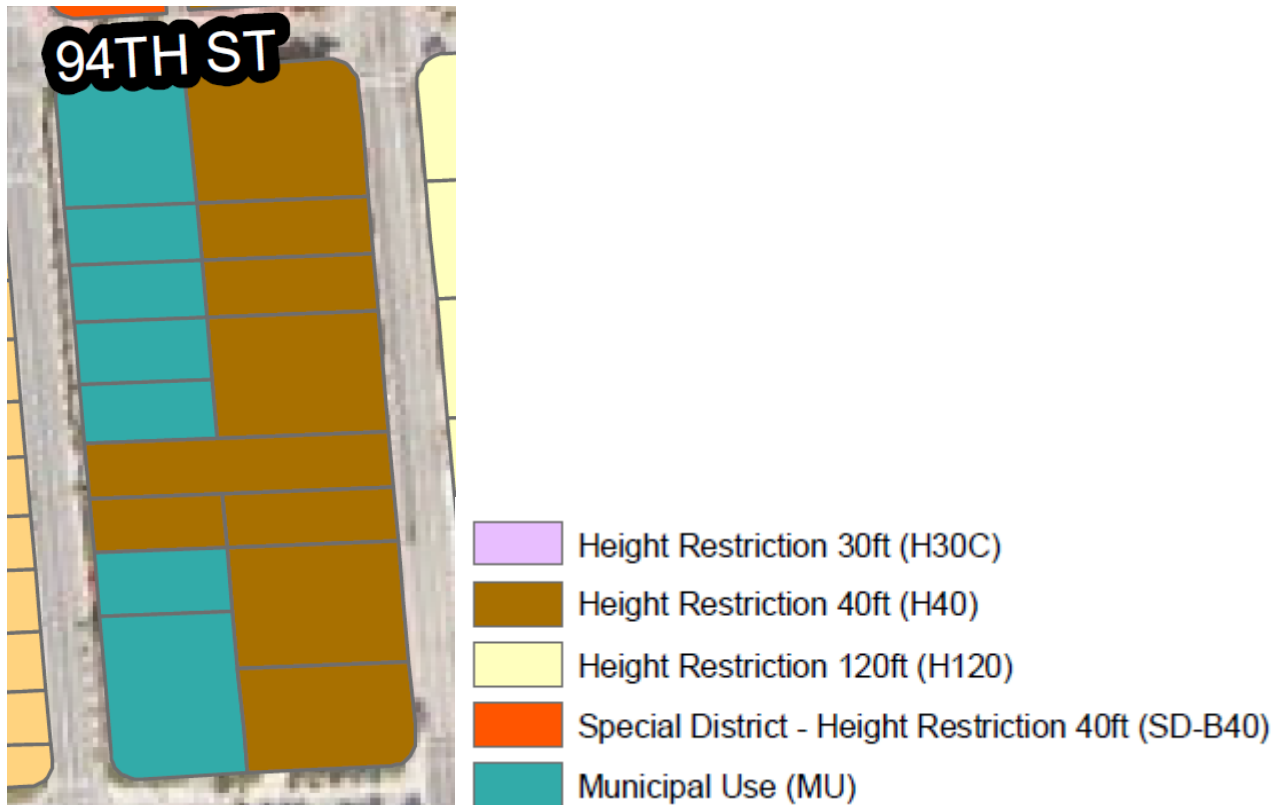 94TH ST
Height Restriction 30ft (H30C)
Height Restriction 40ft (H40)
Height Restriction 120ft (H120)
Special District - Height Restriction 40ft (SD-B40)
Municipal Use (MU)